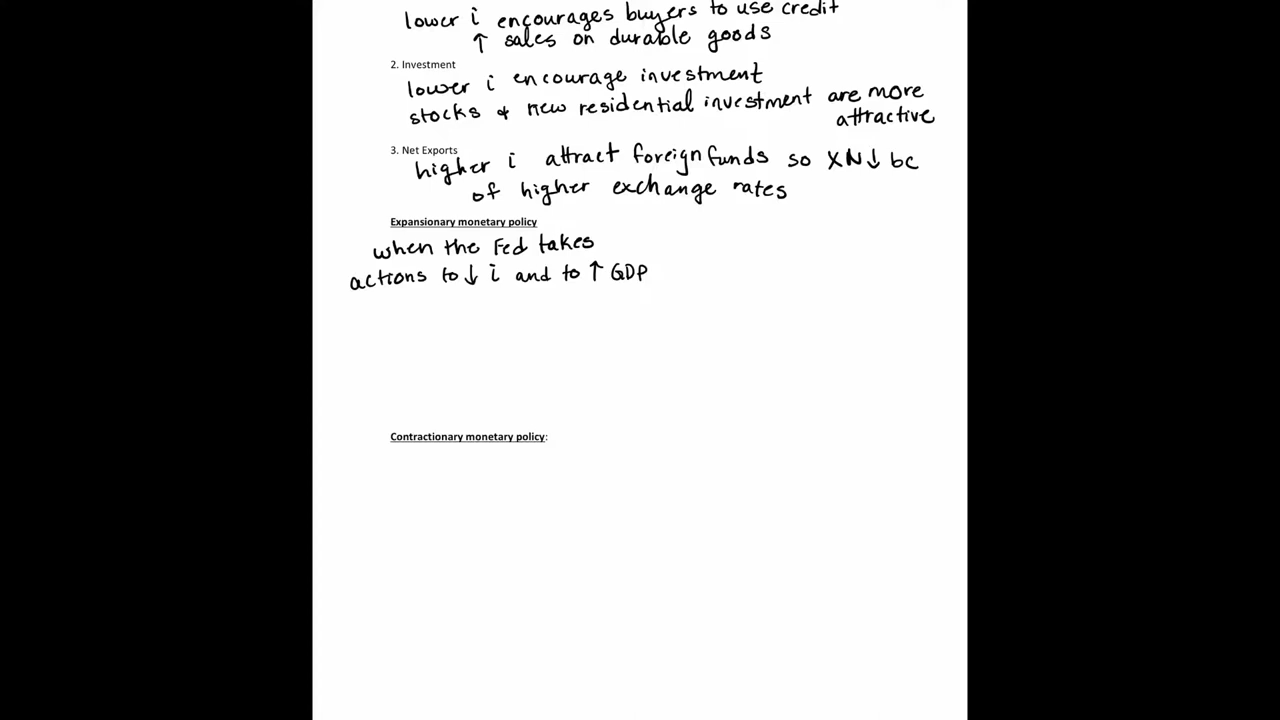 lower i encourages buyers to use credit
↑ sales on durable goods
2. Investment
lower i encourage investment
stocks & new residential investment are more
attractive
3. Net Exports
higher i attract foreign funds so XN↓ bc
of higher exchange rates
Expansionary monetary policy
when the Fed takes
actions to ↓ i and to ↑ GDP
Contractionary monetary policy: